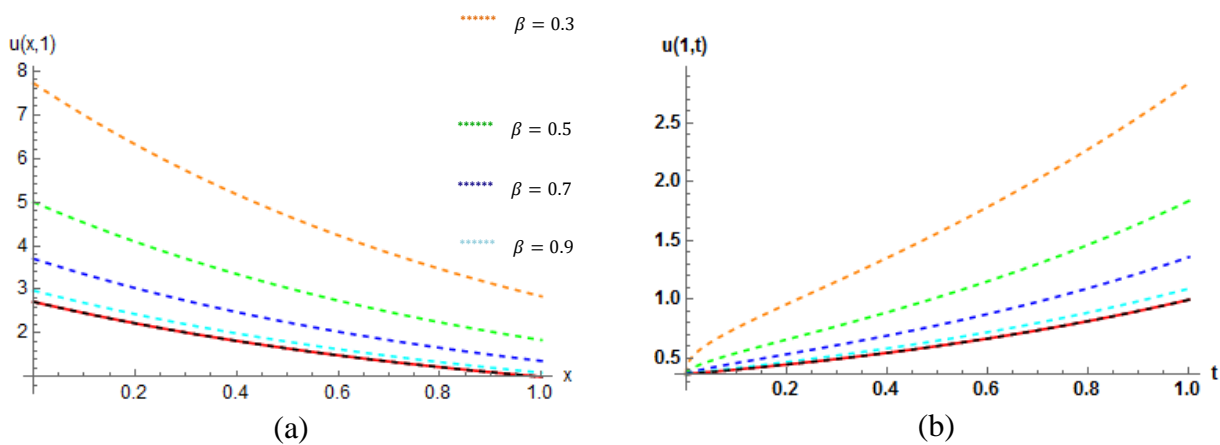 ****** β = 0.3
u(x,1)
8
7
6
5
4
3
2
0.2 0.4 0.6 0.8 1.0 x
****** β = 0.5
****** β = 0.7
****** β = 0.9
(a)
u(1,t)
2.5
2.0
1.5
1.0
0.5
0.2 0.4 0.6 0.8 1.0 t
(b)